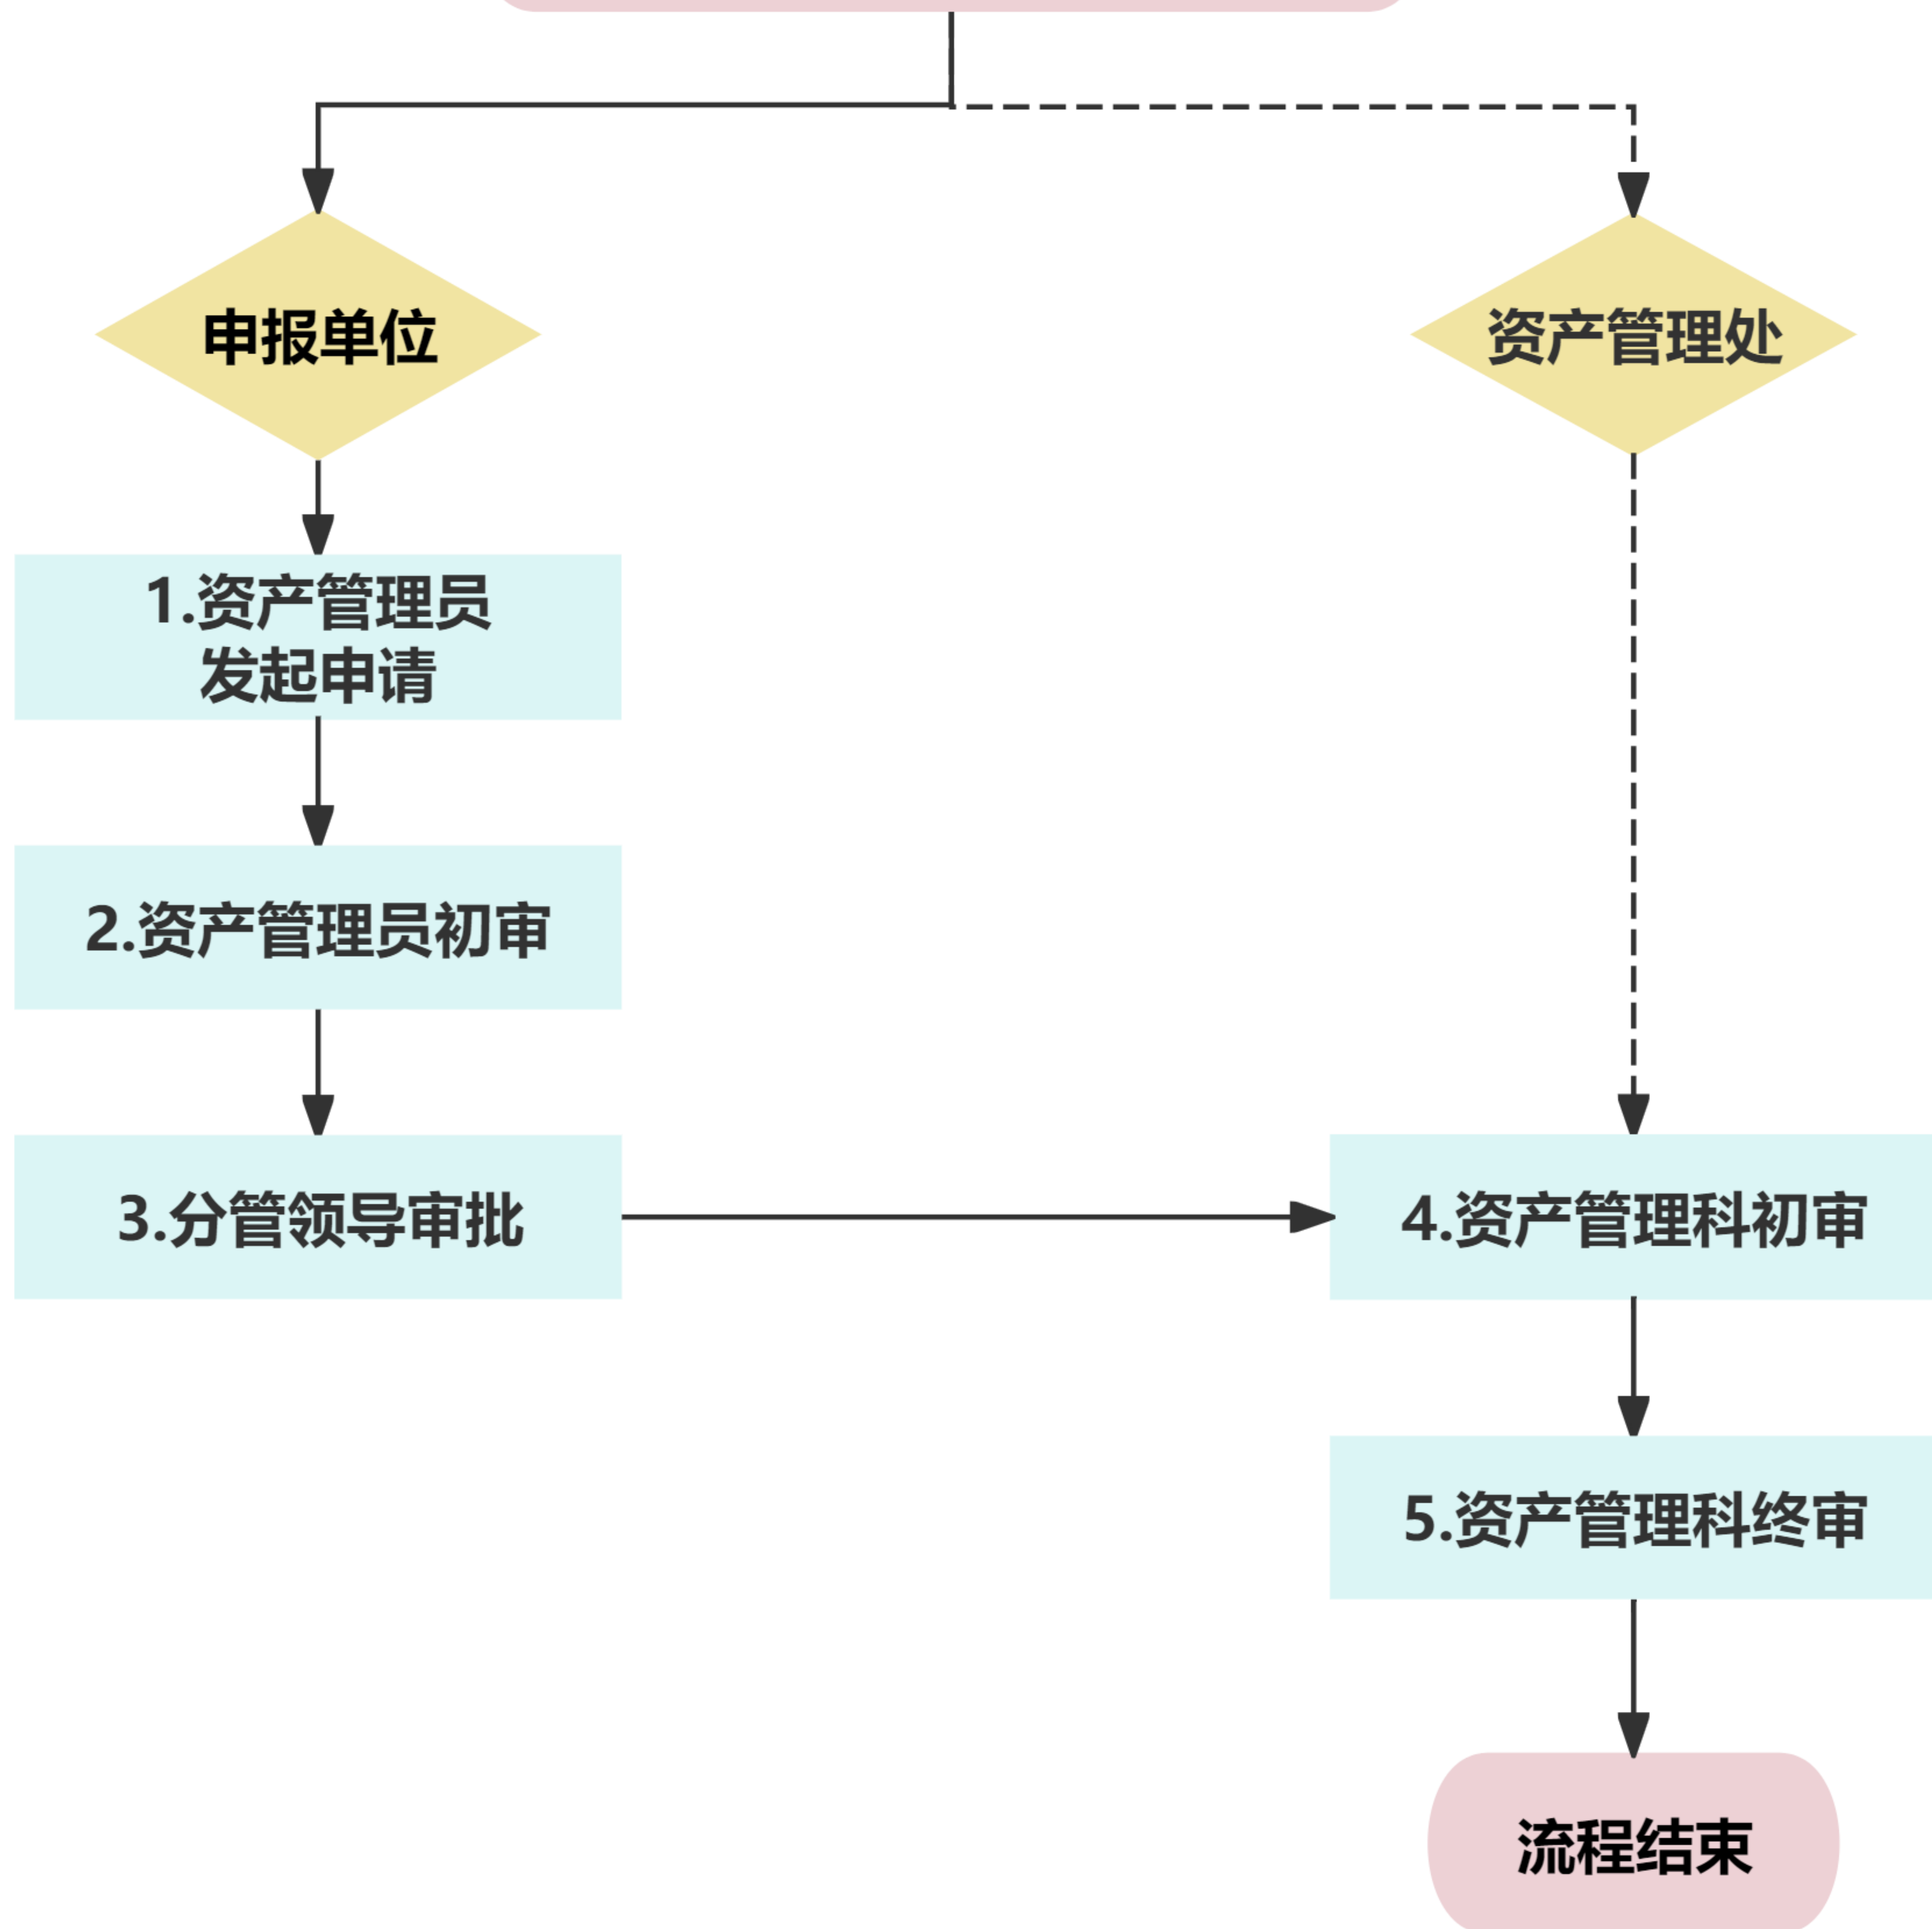 申报单位
资产管理处
1.资产管理员
发起申请
2.资产管理员初审
3.分管领导审批
4.资产管理科初审
5.资产管理科终审
流程结束